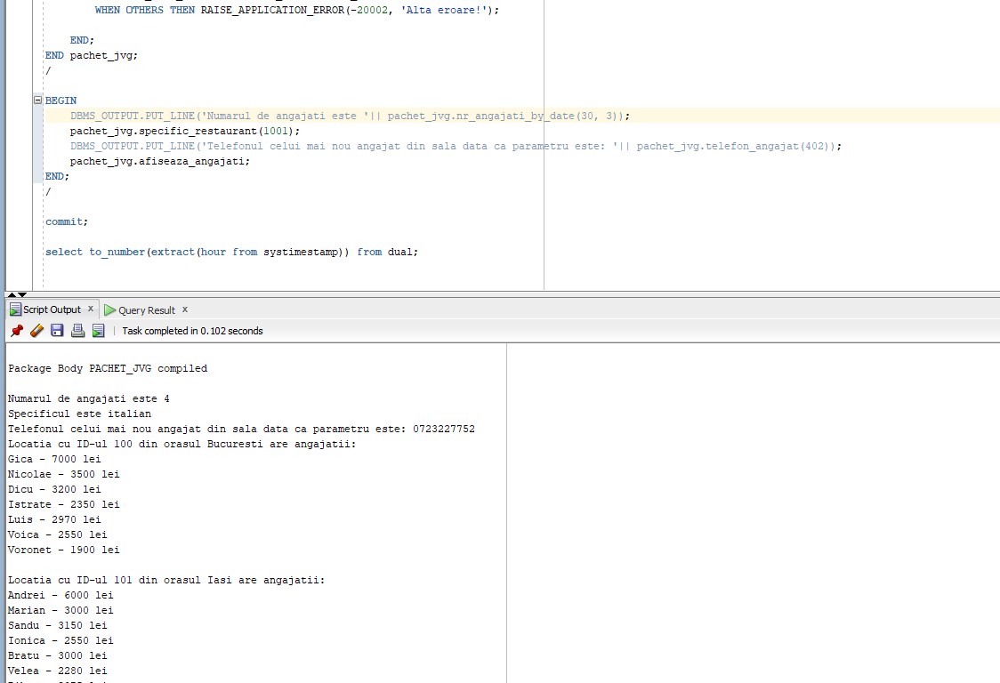 WHEN OTHERS THEN RAISE_APPLICATION_ERROR(-20002, 'Alta eroare!');
END;
END pachet_jvg;
/
BEGIN
DBMS_OUTPUT.PUT_LINE('Numarul de angajati este '|| pachet_jvg.nr_angajati_by_date(30, 3));
pachet_jvg.specific_restaurant(1001);
DBMS_OUTPUT.PUT_LINE('Telefonul celui mai nou angajat din sala data ca parametru este: '|| pachet_jvg.telefon_angajat(402));
pachet_jvg.afiseaza_angajati;
END;
/
commit;
select to_number(extract(hour from systimestamp)) from dual;
Script Output x Query Result x
Task completed in 0.102 seconds
Package Body PACHET_JVG compiled
Numarul de angajati este 4
Specificul este italian
Telefonul celui mai nou angajat din sala data ca parametru este: 0723227752
Locatia cu ID-ul 100 din orasul Bucuresti are angajatii:
Gica - 7000 lei
Nicolae - 3500 lei
Dicu - 3200 lei
Istrate - 2350 lei
Luis - 2970 lei
Voica - 2550 lei
Voronet - 1900 lei
Locatia cu ID-ul 101 din orasul Iasi are angajatii:
Andrei - 6000 lei
Marian - 3000 lei
Sandu - 3150 lei
Ionica - 2550 lei
Bratu - 3000 lei
Velea - 2280 lei